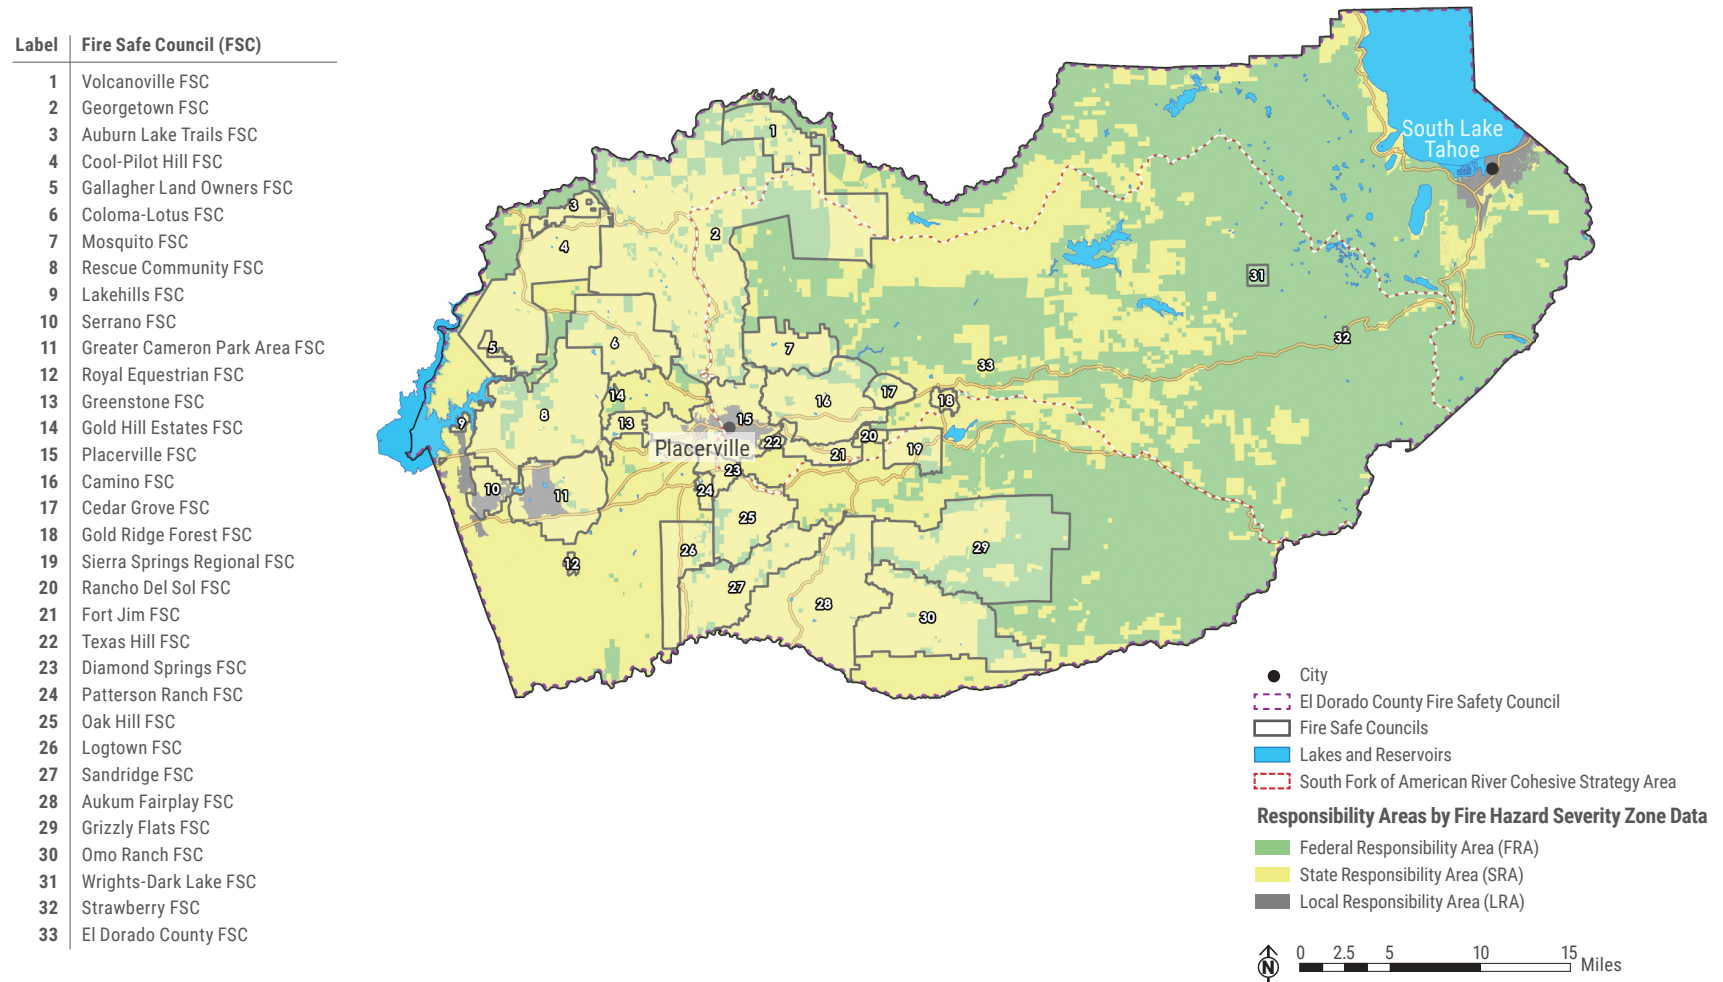 Label Fire Safe Council (FSC)
1 Volcanoville FSC
2 Georgetown FSC
3 Auburn Lake Trails FSC
4 Cool-Pilot Hill FSC
5 Gallagher Land Owners FSC
6 Coloma-Lotus FSC
7 Mosquito FSC
8 Rescue Community FSC
9 Lakehills FSC
10 Serrano FSC
11 Greater Cameron Park Area FSC
12 Royal Equestrian FSC
13 Greenstone FSC
14 Gold Hill Estates FSC
15 Placerville FSC
16 Camino FSC
17 Cedar Grove FSC
18 Gold Ridge Forest FSC
19 Sierra Springs Regional FSC
20 Rancho Del Sol FSC
21 Fort Jim FSC
22 Texas Hill FSC
23 Diamond Springs FSC
24 Patterson Ranch FSC
25 Oak Hill FSC
26 Logtown FSC
27 Sandridge FSC
28 Aukum Fairplay FSC
29 Grizzly Flats FSC
30 Omo Ranch FSC
31 Wrights-Dark Lake FSC
32 Strawberry FSC
33 El Dorado County FSC
South Lake
Tahoe
1
3
2
4
31
32
5
6
7
33
14
16
17
18
8
9
13
15
20
22
Placerville
21
19
23
10
11
24
25
26
29
12
27
28
30
City
El Dorado County Fire Safety Council
Fire Safe Councils
Lakes and Reservoirs
South Fork of American River Cohesive Strategy Area
Responsibility Areas by Fire Hazard Severity Zone Data
Federal Responsibility Area (FRA)
State Responsibility Area (SRA)
Local Responsibility Area (LRA)
N
0 2.5 5 10 15
Miles